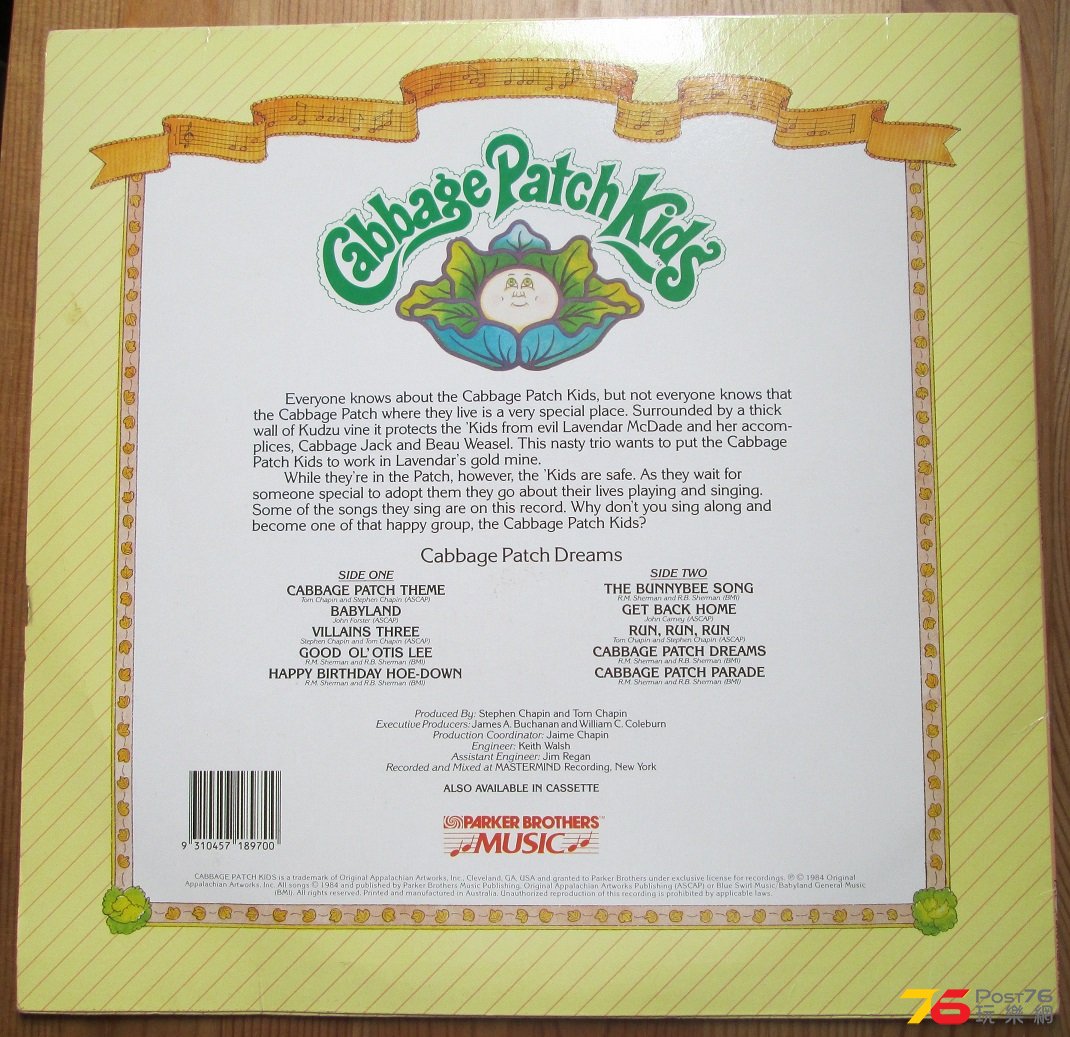 Cabbage Patch Kids
Everyone knows about the Cabbage Patch Kids, but not everyone knows that
the Cabbage Patch where they live is a very special place. Surrounded by a thick
wall of Kudzu vine it protects the 'Kids from evil Lavendar McDade and her accom-
plices, Cabbage Jack and Beau Weasel. This nasty trio wants to put the Cabbage
Patch Kids to work in Lavendar's gold mine.
While they're in the Patch, however, the 'Kids are safe. As they wait for
someone special to adopt them they go about their lives playing and singing.
Some of the songs they sing are on this record. Why don't you sing along and
become one of that happy group, the Cabbage Patch Kids?
Cabbage Patch Dreams
SIDE ONE
CABBAGE PATCH THEME
Tom Chapin and Stephen Chapin (ASCAP)
BABYLAND
John Forster (ASCAP)
VILLAINS THREE
Stephen Chapin and Tom Chapin (ASCAP)
GOOD OL' OTIS LEE
R.M. Sherman and R.B. Sherman (BMI)
HAPPY BIRTHDAY HOE-DOWN
R.M. Sherman and R.B. Sherman (BMI)
SIDE TWO
THE BUNNYBEE SONG
R.M. Sherman and R.B. Sherman (BMI)
GET BACK HOME
John Carney (ASCAP)
RUN, RUN, RUN
Tom Chapin and Stephen Chapin (ASCAP)
CABBAGE PATCH DREAMS
R.M. Sherman and R.B. Sherman (BMI)
CABBAGE PATCH PARADE
R.M. Sherman and R.B. Sherman (BMI)
Produced By: Stephen Chapin and Tom Chapin
Executive Producers: James A. Buchanan and William C. Coleburn
Production Coordinator: Jaime Chapin
Engineer: Keith Walsh
Assistant Engineer: Jim Regan
Recorded and Mixed at MASTERMIND Recording, New York
ALSO AVAILABLE IN CASSETTE
PARKER BROTHERS™
MUSIC
9 310457 189700
CABBAGE PATCH KIDS is a trademark of Original Appalachian Artworks, Inc., Cleveland, GA. USA and granted to Parker Brothers under exclusive license for recordings. ℗ © 1984 Original
Appalachian Artworks, Inc. All songs © 1984 and published by Parker Brothers Music Publishing, Original Appalachian Artworks Publishing (ASCAP) or Blue Swirl Music/Babyland General Music
(BMI). All rights reserved. Printed and manufactured in Australia. Unauthorized reproduction of this recording is prohibited by applicable laws.
76 Post76
玩樂網